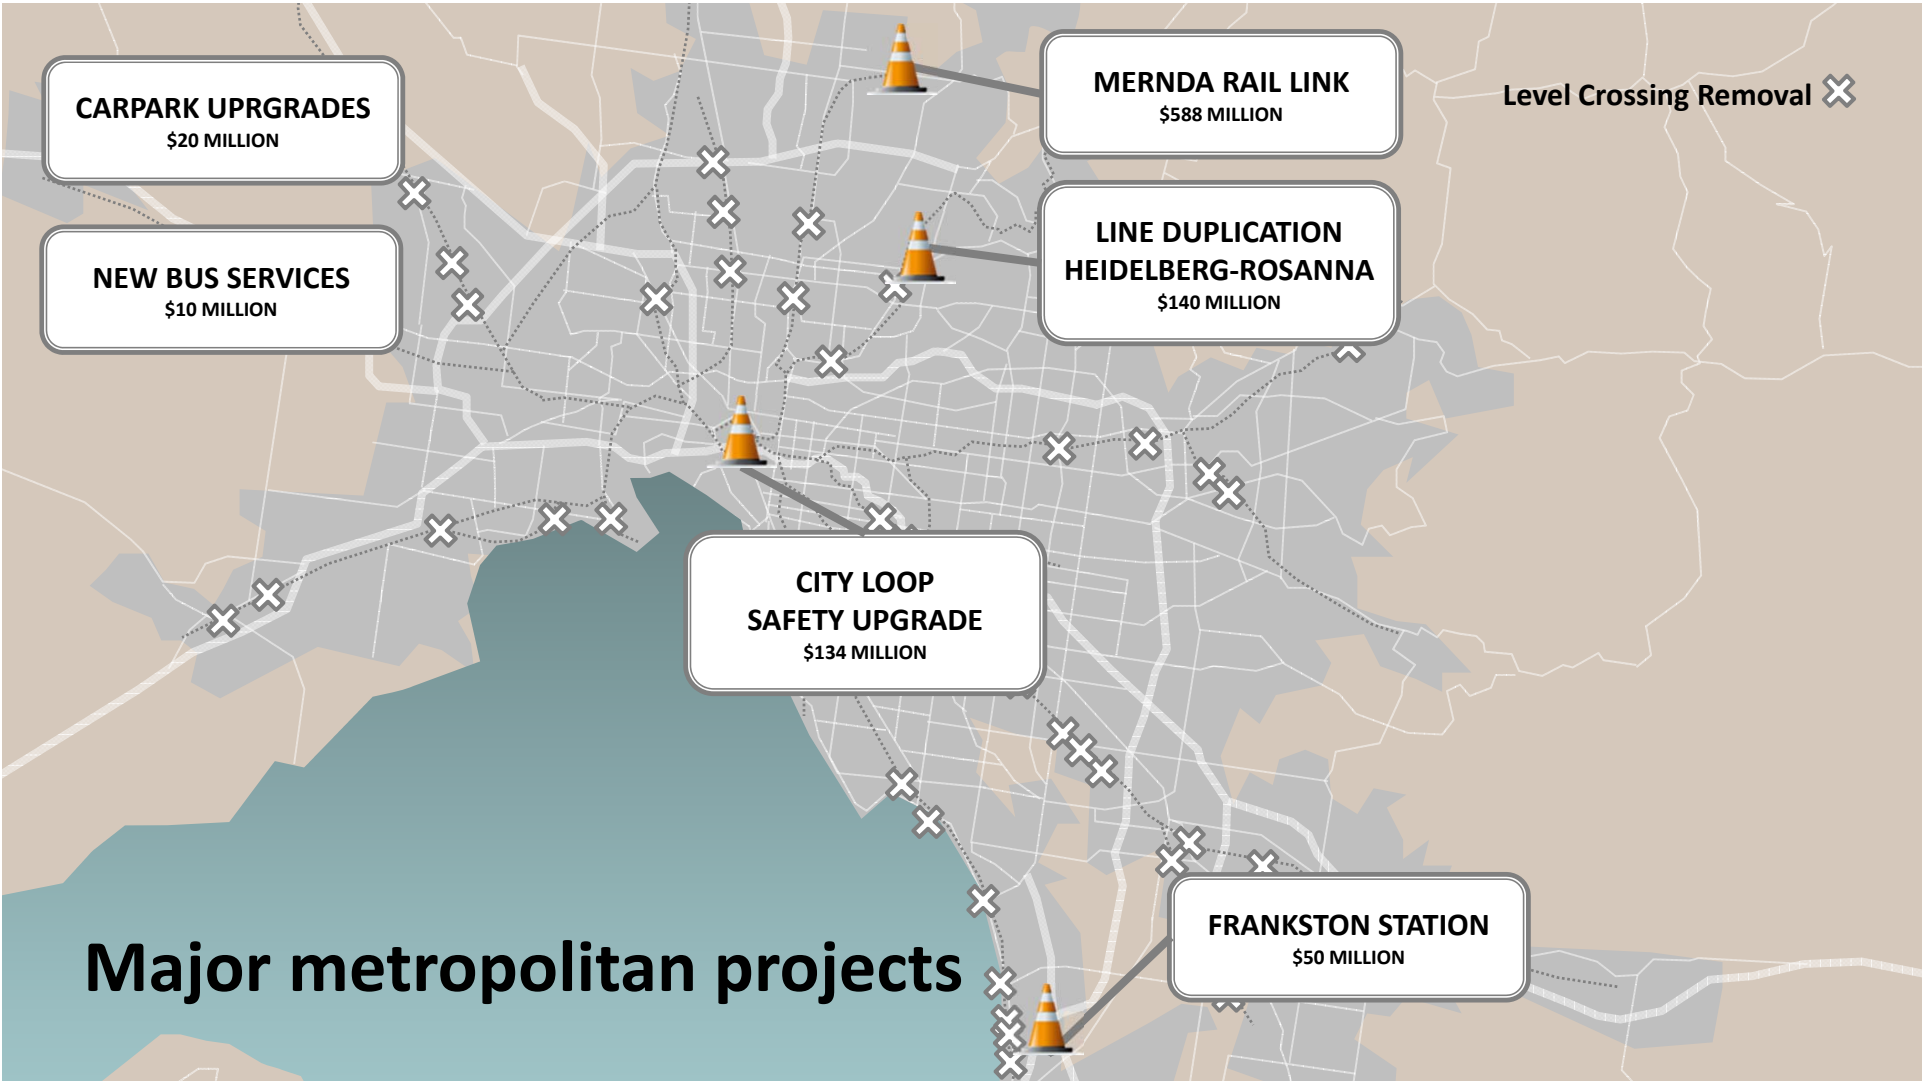 CARPARK UPRGRADES
$20 MILLION
NEW BUS SERVICES
$10 MILLION
MERNDA RAIL LINK
$588 MILLION
Level Crossing Removal
LINE DUPLICATION
HEIDELBERG-ROSANNA
$140 MILLION
CITY LOOP
SAFETY UPGRADE
$134 MILLION
FRANKSTON STATION
$50 MILLION
Major metropolitan projects